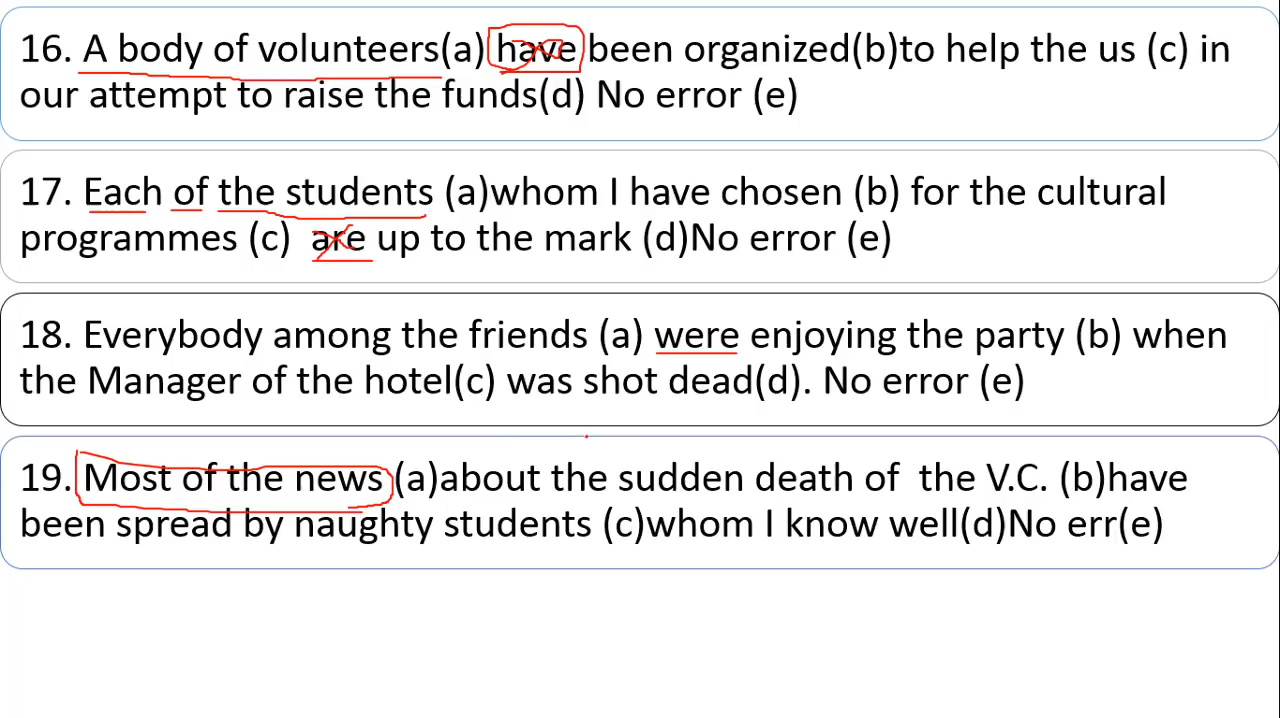 16. A body of volunteers(a) have been organized(b)to help the us (c) in
our attempt to raise the funds(d) No error (e)
17. Each of the students (a)whom I have chosen (b) for the cultural
programmes (c) are up to the mark (d)No error (e)
18. Everybody among the friends (a) were enjoying the party (b) when
the Manager of the hotel(c) was shot dead(d). No error (e)
19. Most of the news (a)about the sudden death of the V.C. (b)have
been spread by naughty students (c)whom I know well(d)No err(e)